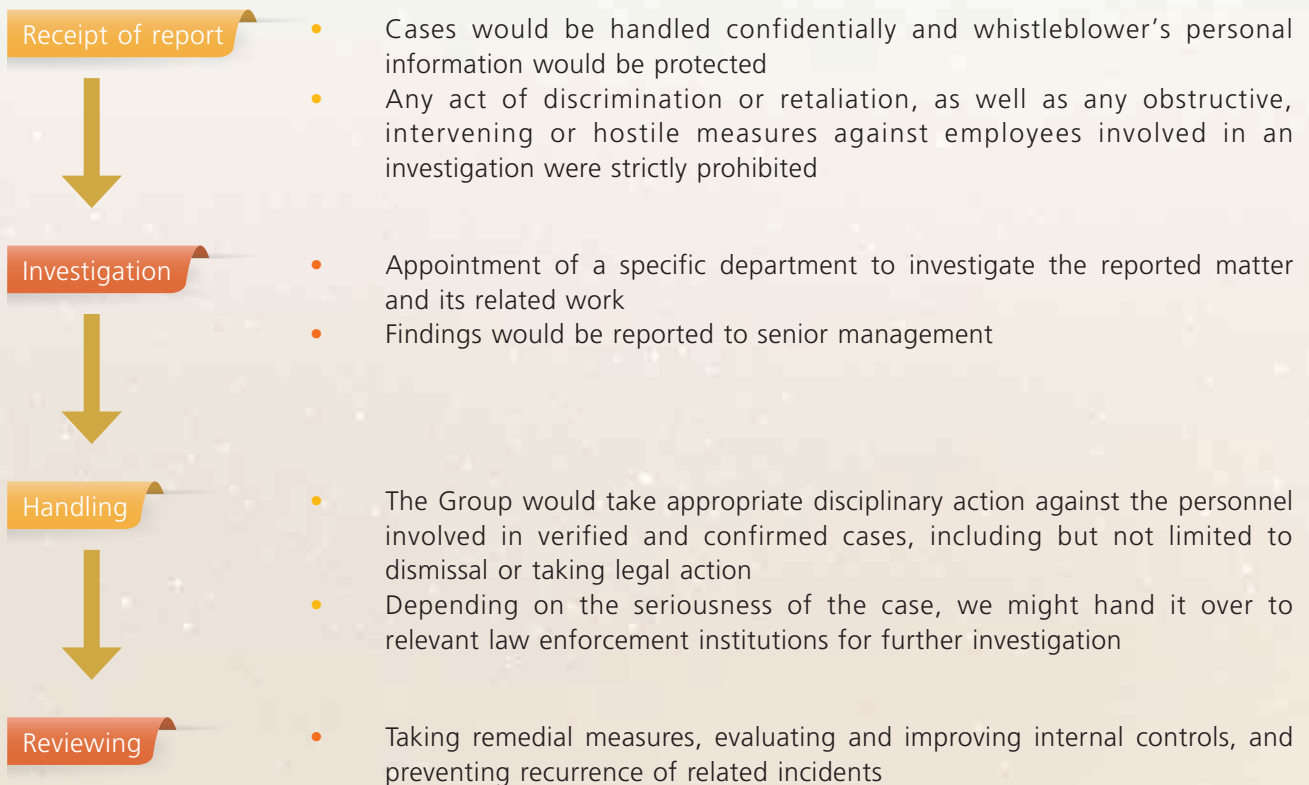 Receipt of report
• Cases would be handled confidentially and whistleblower's personal
information would be protected
• Any act of discrimination or retaliation, as well as any obstructive,
intervening or hostile measures against employees involved in an
investigation were strictly prohibited
Investigation
• Appointment of a specific department to investigate the reported matter
and its related work
• Findings would be reported to senior management
Handling
• The Group would take appropriate disciplinary action against the personnel
involved in verified and confirmed cases, including but not limited to
dismissal or taking legal action
• Depending on the seriousness of the case, we might hand it over to
relevant law enforcement institutions for further investigation
Reviewing
• Taking remedial measures, evaluating and improving internal controls, and
preventing recurrence of related incidents